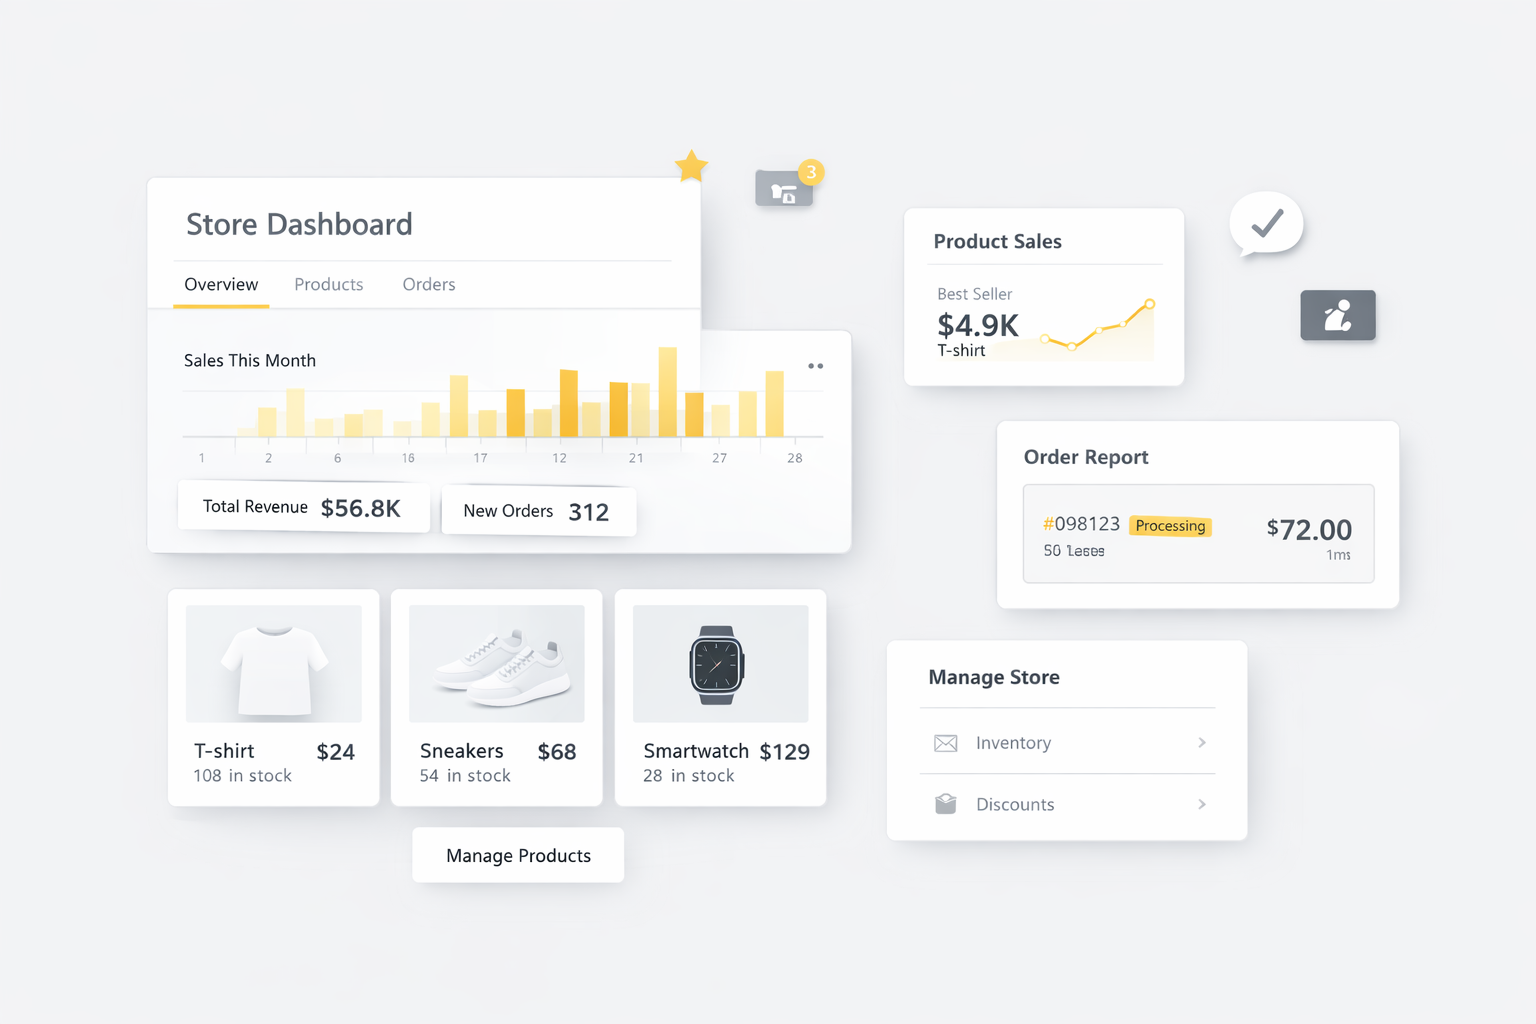 Store Dashboard
3
Overview Products Orders
Sales This Month
1 2 6 16 17 12 21 27 28
Total Revenue $56.8K
New Orders 312
T-shirt $24
108 in stock
Sneakers $68
54 in stock
Smartwatch $129
28 in stock
Manage Products
Product Sales
Best Seller
$4.9K
T-shirt
Order Report
#098123 Processing $72.00
50 1ms
Manage Store
Inventory
Discounts